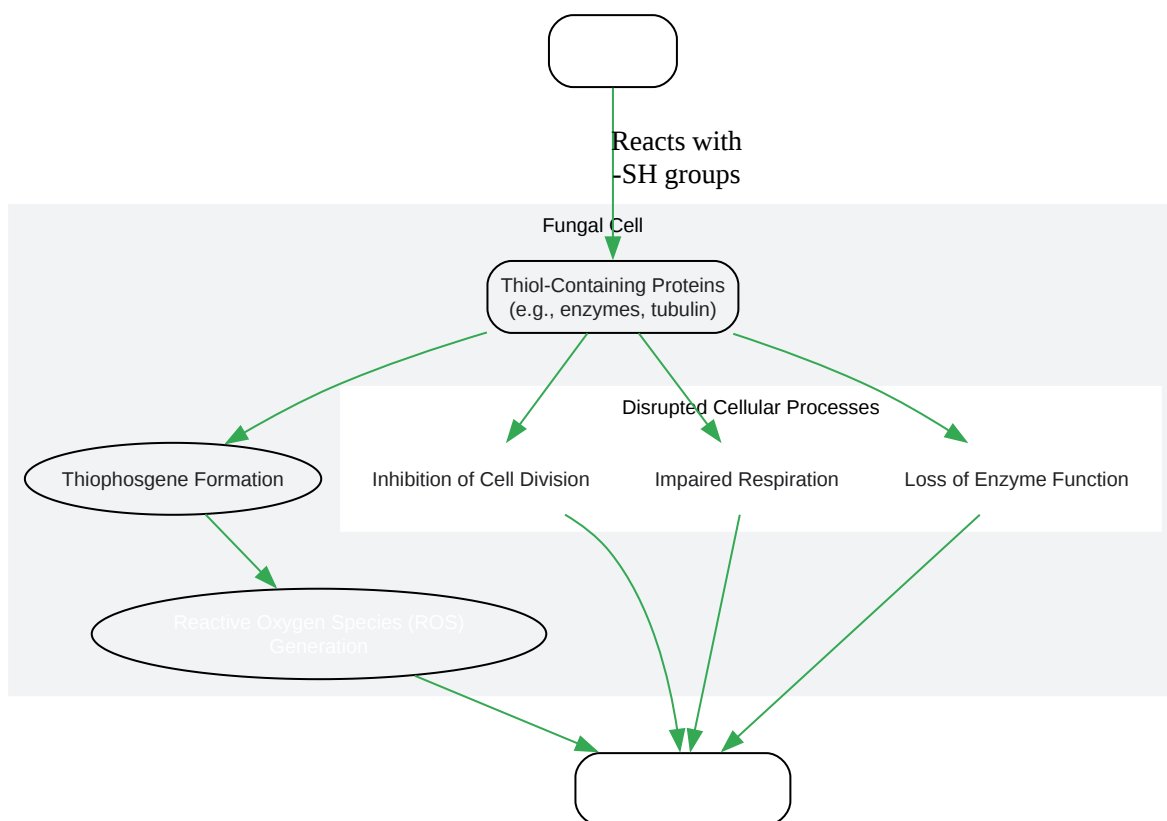 Reacts with
-SH groups
Fungal Cell
Thiol-Containing Proteins
(e.g., enzymes, tubulin)
Disrupted Cellular Processes
Thiophosgene Formation
Inhibition of Cell Division
Impaired Respiration
Loss of Enzyme Function
Reactive Oxygen Species (ROS)
Generation